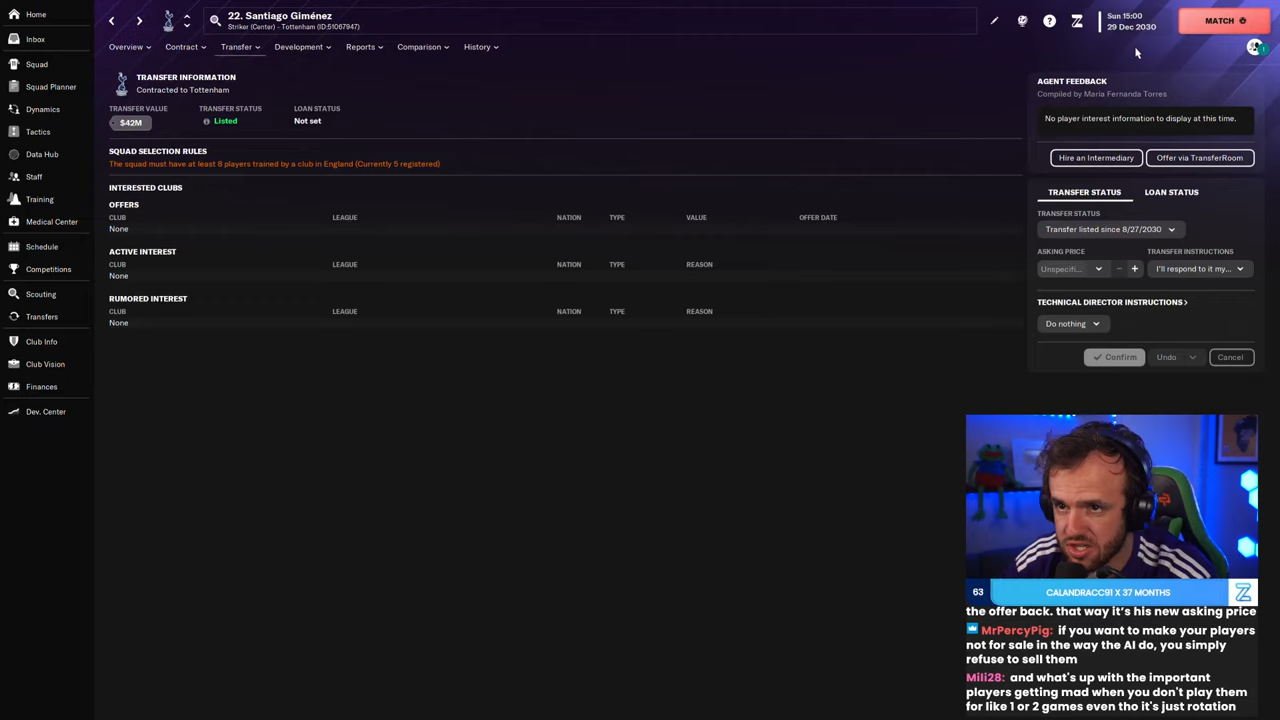 Home
Inbox
Squad
Squad Planner
Dynamics
Tactics
Data Hub
Staff
Training
Medical Center
Schedule
Competitions
Scouting
Transfers
Club Info
Club Vision
Finances
Dev. Center
22. Santiago Giménez
Striker (Center) - Tottenham (ID:51067947)
Sun 15:00
29 Dec 2030
MATCH
Overview
Contract
Transfer
Development
Reports
Comparison
History
1
TRANSFER INFORMATION
Contracted to Tottenham
TRANSFER VALUE TRANSFER STATUS LOAN STATUS
$42M Listed Not set
SQUAD SELECTION RULES
The squad must have at least 8 players trained by a club in England (Currently 5 registered)
INTERESTED CLUBS
OFFERS
CLUB LEAGUE NATION TYPE VALUE OFFER DATE
None
ACTIVE INTEREST
CLUB LEAGUE NATION TYPE REASON
None
RUMORED INTEREST
CLUB LEAGUE NATION TYPE REASON
None
AGENT FEEDBACK
Compiled by María Fernanda Torres
No player interest information to display at this time.
Hire an Intermediary Offer via TransferRoom
TRANSFER STATUS LOAN STATUS
TRANSFER STATUS
Transfer listed since 8/27/2030
ASKING PRICE TRANSFER INSTRUCTIONS
Unspecifi... - + I'll respond to it my...
TECHNICAL DIRECTOR INSTRUCTIONS >
Do nothing
Confirm Undo Cancel
63 CALANDRACC91 X 37 MONTHS
the offer back. that way it's his new asking price
MrPercyPig: if you want to make your players
not for sale in the way the AI do, you simply
refuse to sell them
Mili28: and what's up with the important
players getting mad when you don't play them
for like 1 or 2 games even tho it's just rotation